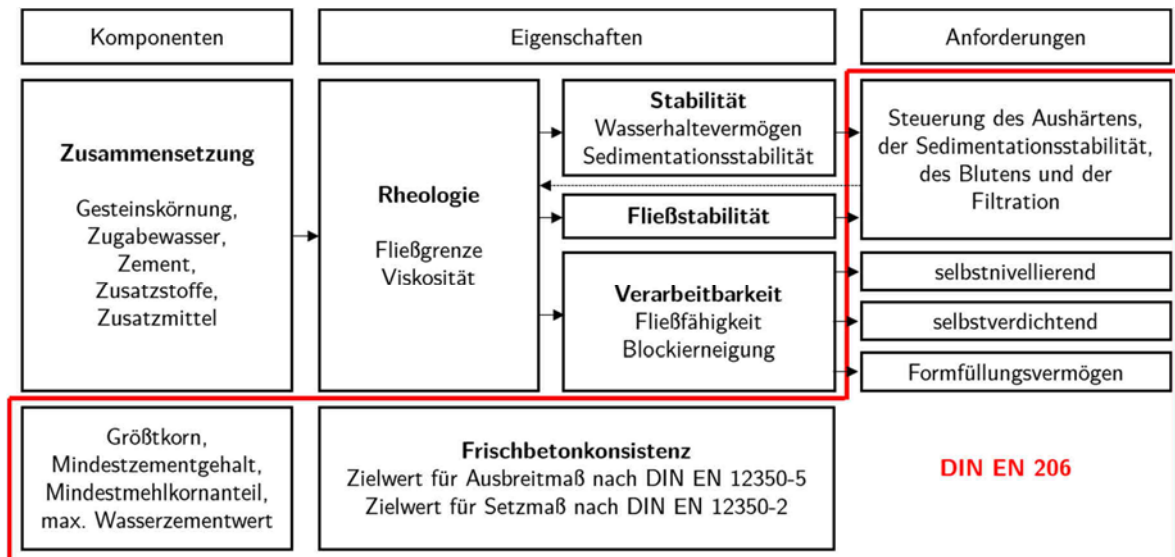 Komponenten
Eigenschaften
Anforderungen
Zusammensetzung
Gesteinskörnung,
Zugabewasser,
Zement,
Zusatzstoffe,
Zusatzmittel
Rheologie
Fließgrenze
Viskosität
Stabilität
Wasserhaltevermögen
Sedimentationsstabilität
Fließstabilität
Verarbeitbarkeit
Fließfähigkeit
Blockierneigung
Steuerung des Aushärtens,
der Sedimentationsstabilität,
des Blutens und der
Filtration
selbstnivellierend
selbstverdichtend
Formfüllungsvermögen
Größtkorn,
Mindestzementgehalt,
Mindestmehlkornanteil,
max. Wasserzementwert
Frischbetonkonsistenz
Zielwert für Ausbreitmaß nach DIN EN 12350-5
Zielwert für Setzmaß nach DIN EN 12350-2
DIN EN 206